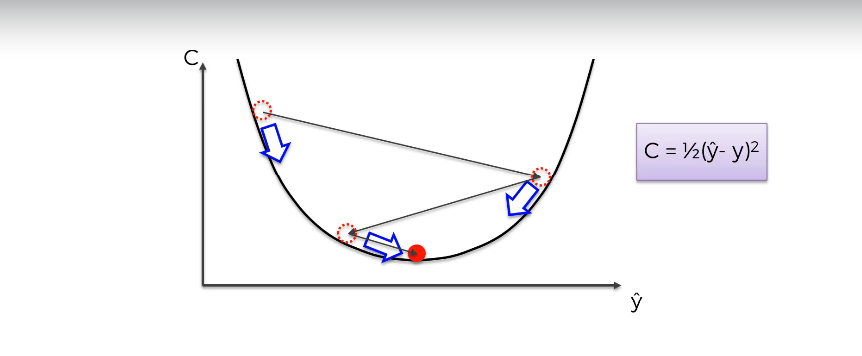 C
C = ½(ŷ- y)²
ŷ